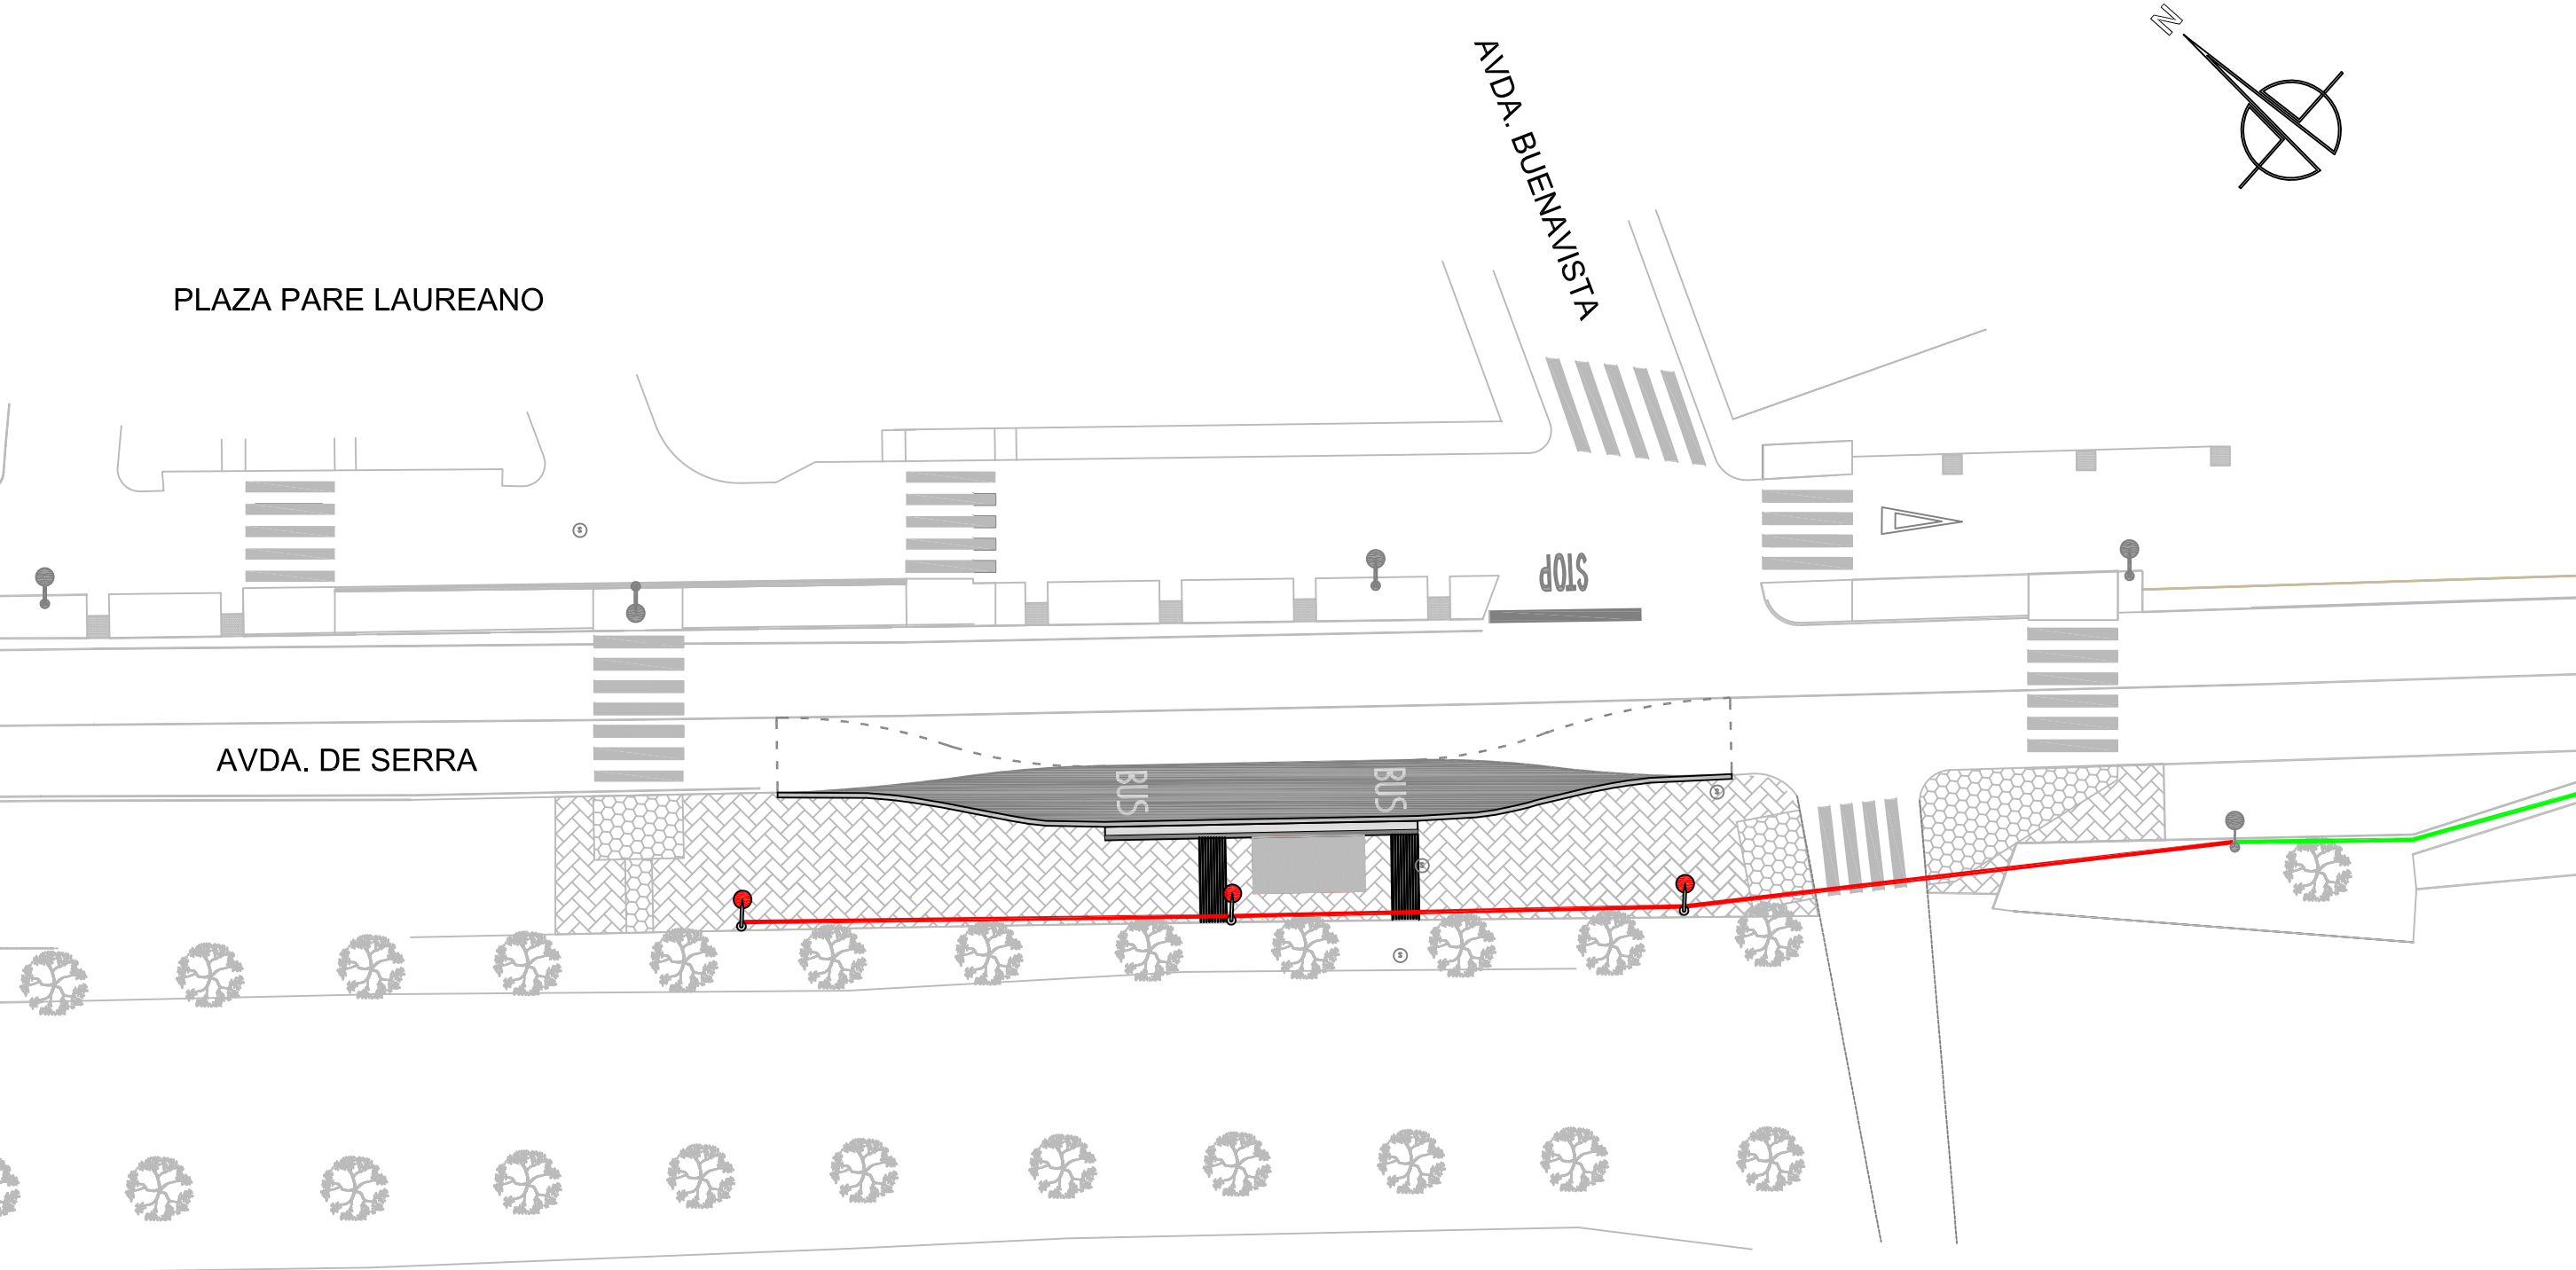 N
AVDA. BUENAVISTA
PLAZA PARE LAUREANO
STOP
AVDA. DE SERRA
BUS
BUS